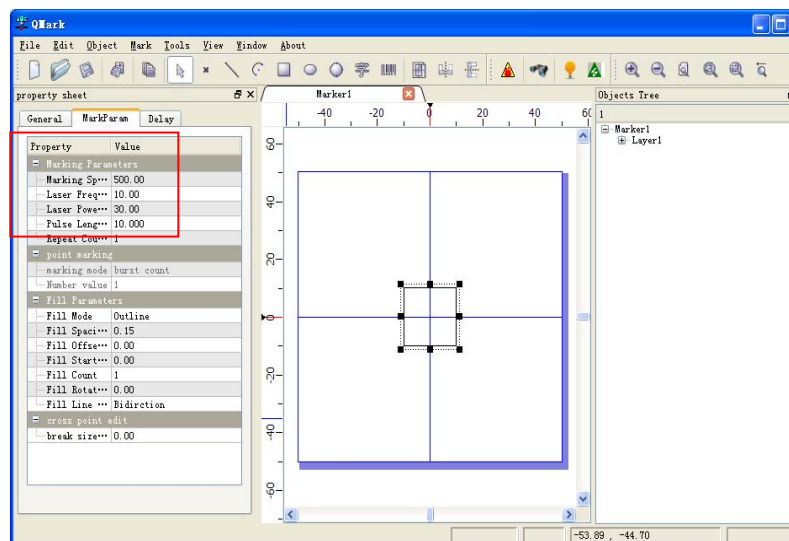 QMark
File Edit Object Mark Tools View Window About
字
property sheet
Marker1
Objects Tree
General MarkParam Delay
-40 -20 0 20 40 60
1
Property Value
Marker1
Marking Parameters
Layer1
Marking Sp··· 500.00
Laser Freq··· 10.00
Laser Powe··· 30.00
Pulse Leng··· 10.000
Repeat Cou··· 1
point marking
marking mode burst count
Number value 1
Fill Parameters
Fill Mode Outline
Fill Spaci··· 0.15
Fill Offse··· 0.00
Fill Start··· 0.00
Fill Count 1
Fill Rotat··· 0.00
Fill Line ··· Bidirction
cross point edit
break size··· 0.00
60
40
20
0
-20
-40
-60
-53.89 , -44.70